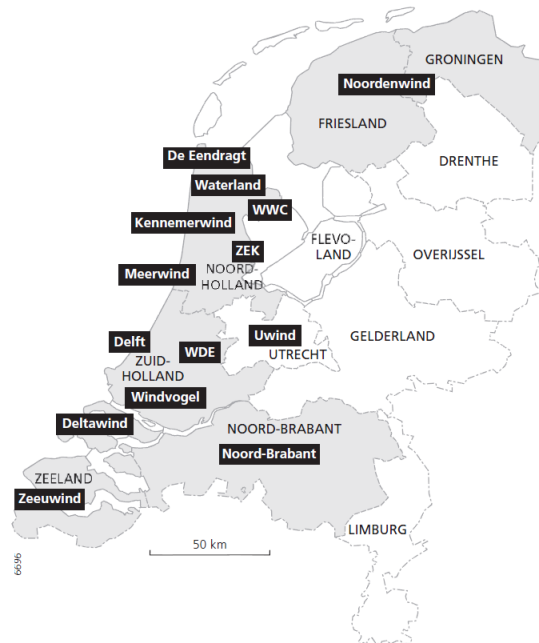 GRONINGEN
Noordenwind
FRIESLAND
De Eendragt
DRENTHE
Waterland
WWC
Kennemerwind
FLEVO-
LAND
ZEK
OVERIJSSEL
NOORD-
HOLLAND
Meerwind
Uwind
GELDERLAND
Delft
WDE
UTRECHT
ZUID-
HOLLAND
Windvogel
Deltawind
NOORD-BRABANT
Noord-Brabant
ZEELAND
Zeeuwind
LIMBURG
50 km
6696